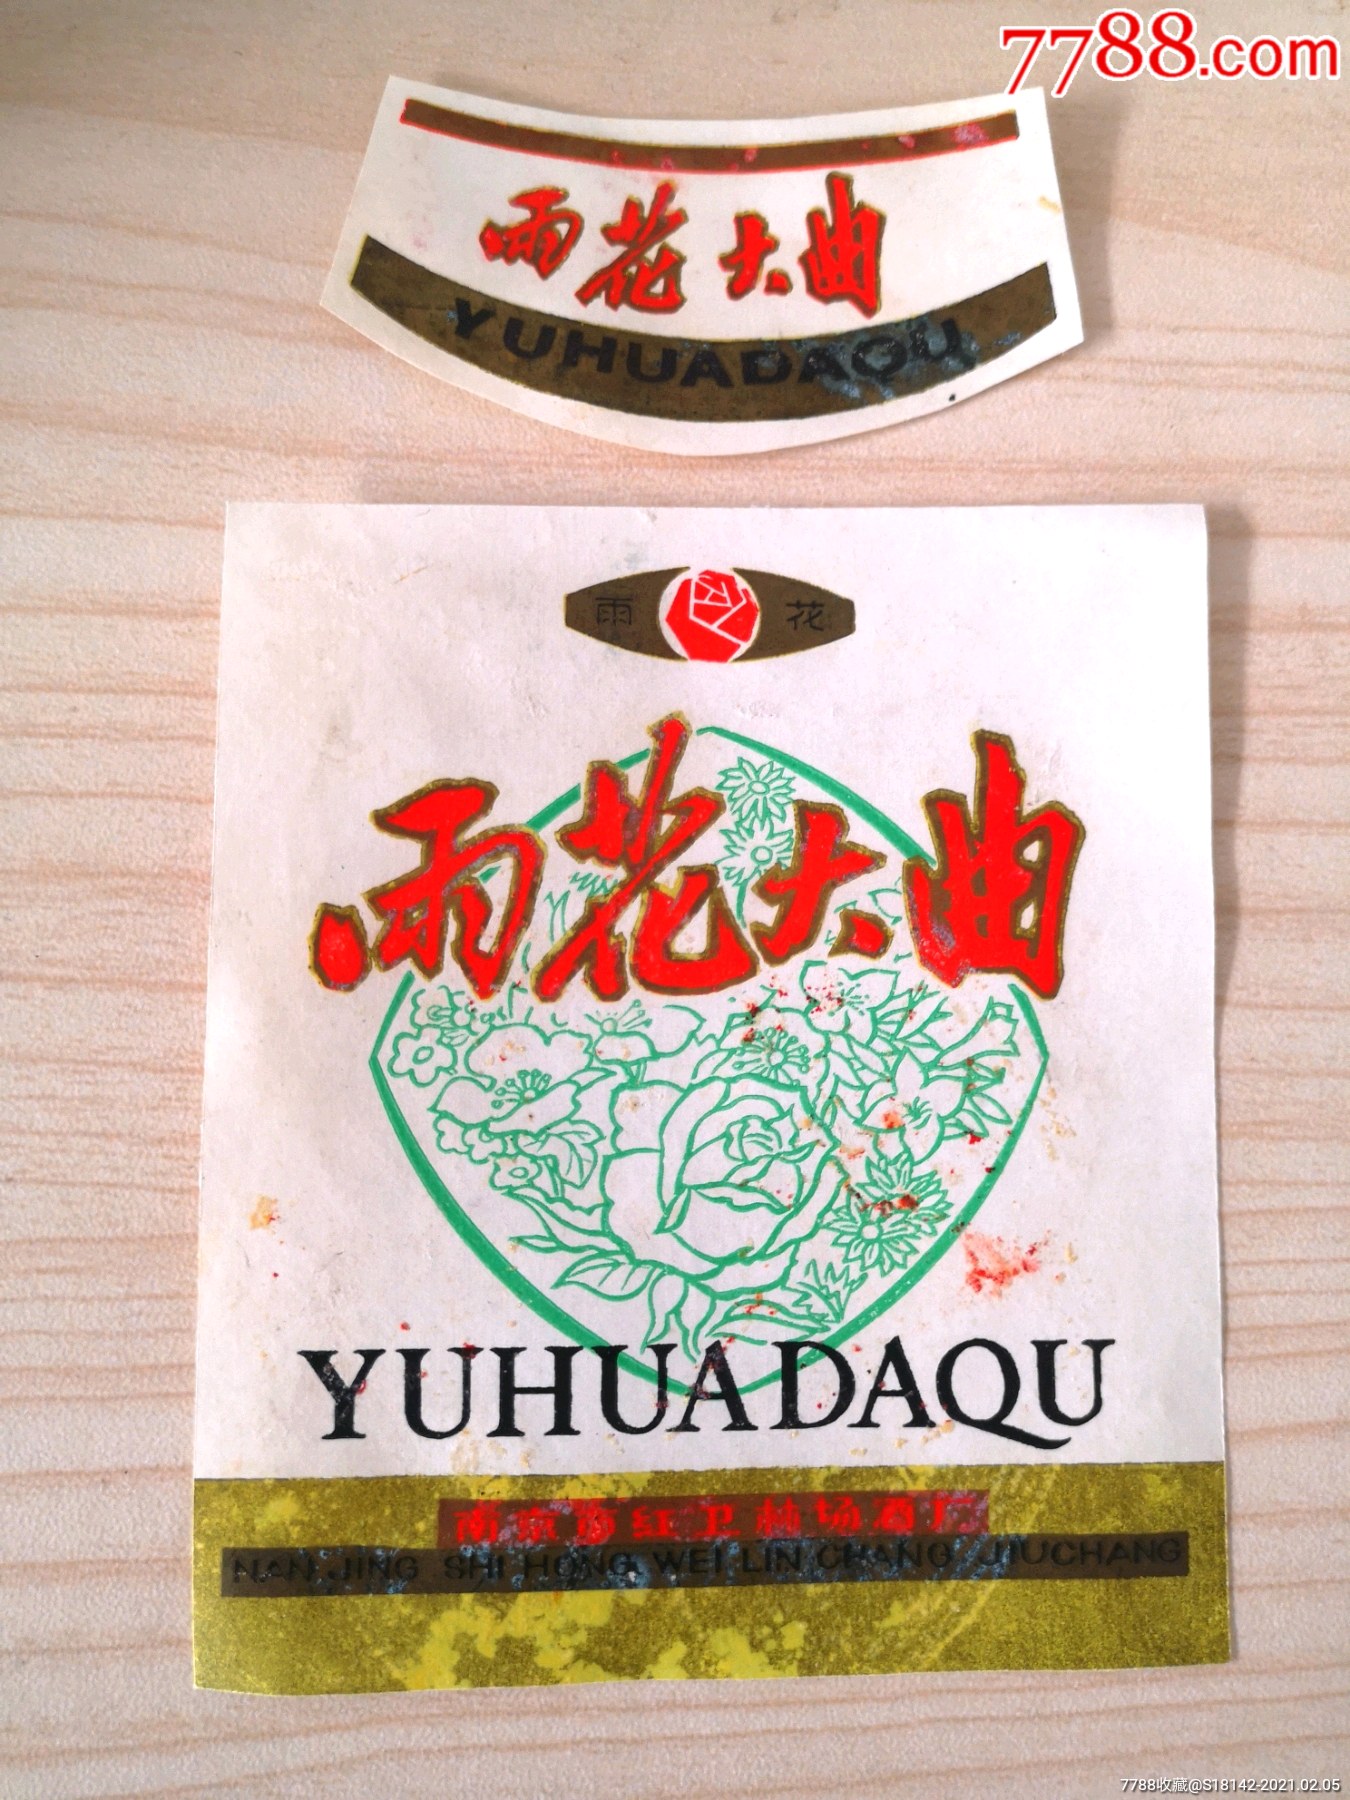 7788.com
雨花大曲
YUHUADAQU
雨 花
雨花大曲
YUHUADAQU
南京市红卫林场酒厂
NAN JING SHI HONG WEI LIN CHANG JIUCHANG
7788收藏@S18142-2021.02.05